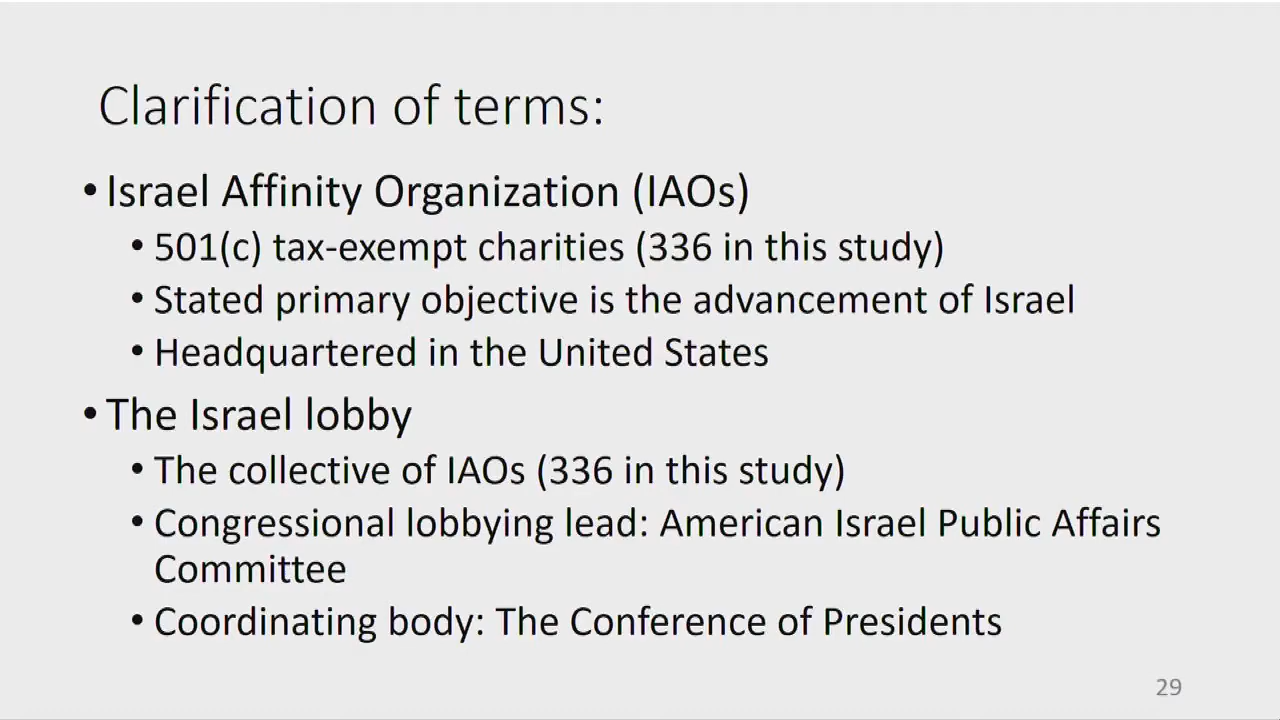 Clarification of terms:
• Israel Affinity Organization (IAOs)
• 501(c) tax-exempt charities (336 in this study)
• Stated primary objective is the advancement of Israel
• Headquartered in the United States
• The Israel lobby
• The collective of IAOs (336 in this study)
• Congressional lobbying lead: American Israel Public Affairs
Committee
• Coordinating body: The Conference of Presidents
29